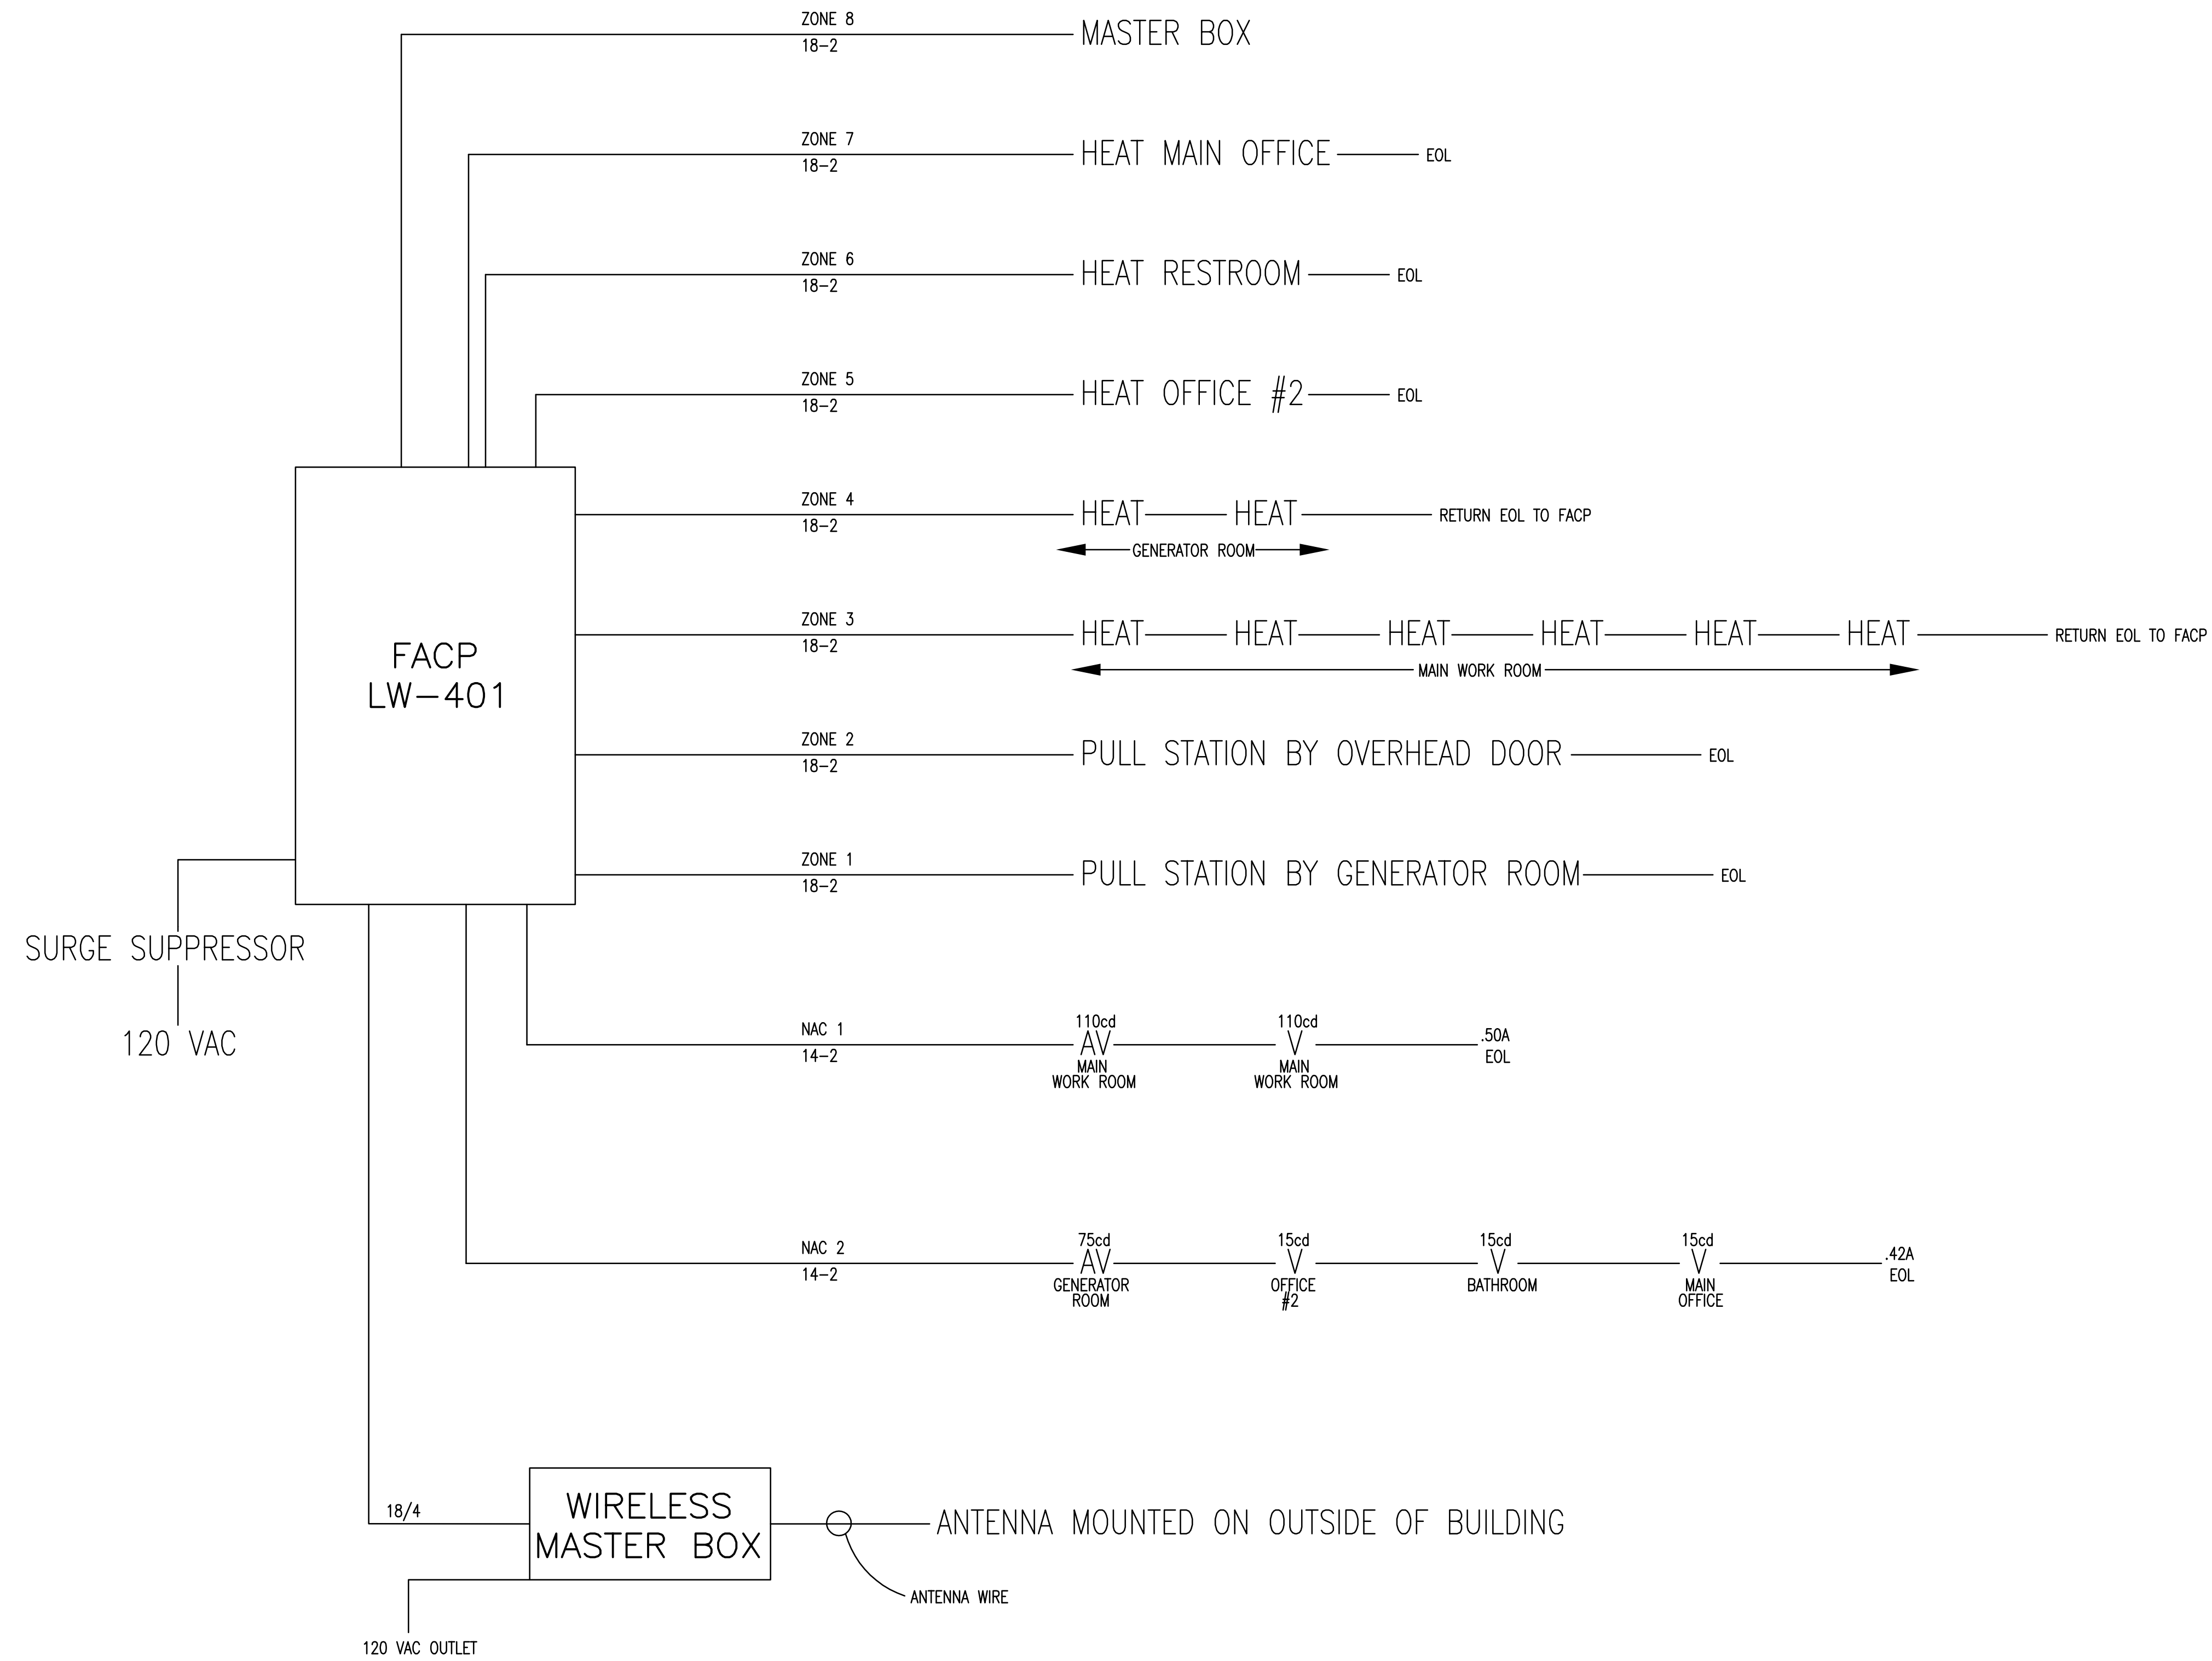 ZONE 8
18-2
MASTER BOX
ZONE 7
18-2
HEAT MAIN OFFICE
EOL
ZONE 6
18-2
HEAT RESTROOM
EOL
ZONE 5
18-2
HEAT OFFICE #2
EOL
ZONE 4
18-2
HEAT HEAT
RETURN EOL TO FACP
GENERATOR ROOM
ZONE 3
18-2
HEAT HEAT HEAT HEAT HEAT HEAT
RETURN EOL TO FACP
MAIN WORK ROOM
FACP
LW-401
ZONE 2
18-2
PULL STATION BY OVERHEAD DOOR
EOL
ZONE 1
18-2
PULL STATION BY GENERATOR ROOM
EOL
SURGE SUPPRESSOR
120 VAC
NAC 1
14-2
110cd
AV
MAIN
WORK ROOM
110cd
V
MAIN
WORK ROOM
.50A
EOL
NAC 2
14-2
75cd
AV
GENERATOR
ROOM
15cd
V
OFFICE
#2
15cd
V
BATHROOM
15cd
V
MAIN
OFFICE
.42A
EOL
18/4
WIRELESS
MASTER BOX
ANTENNA MOUNTED ON OUTSIDE OF BUILDING
ANTENNA WIRE
120 VAC OUTLET